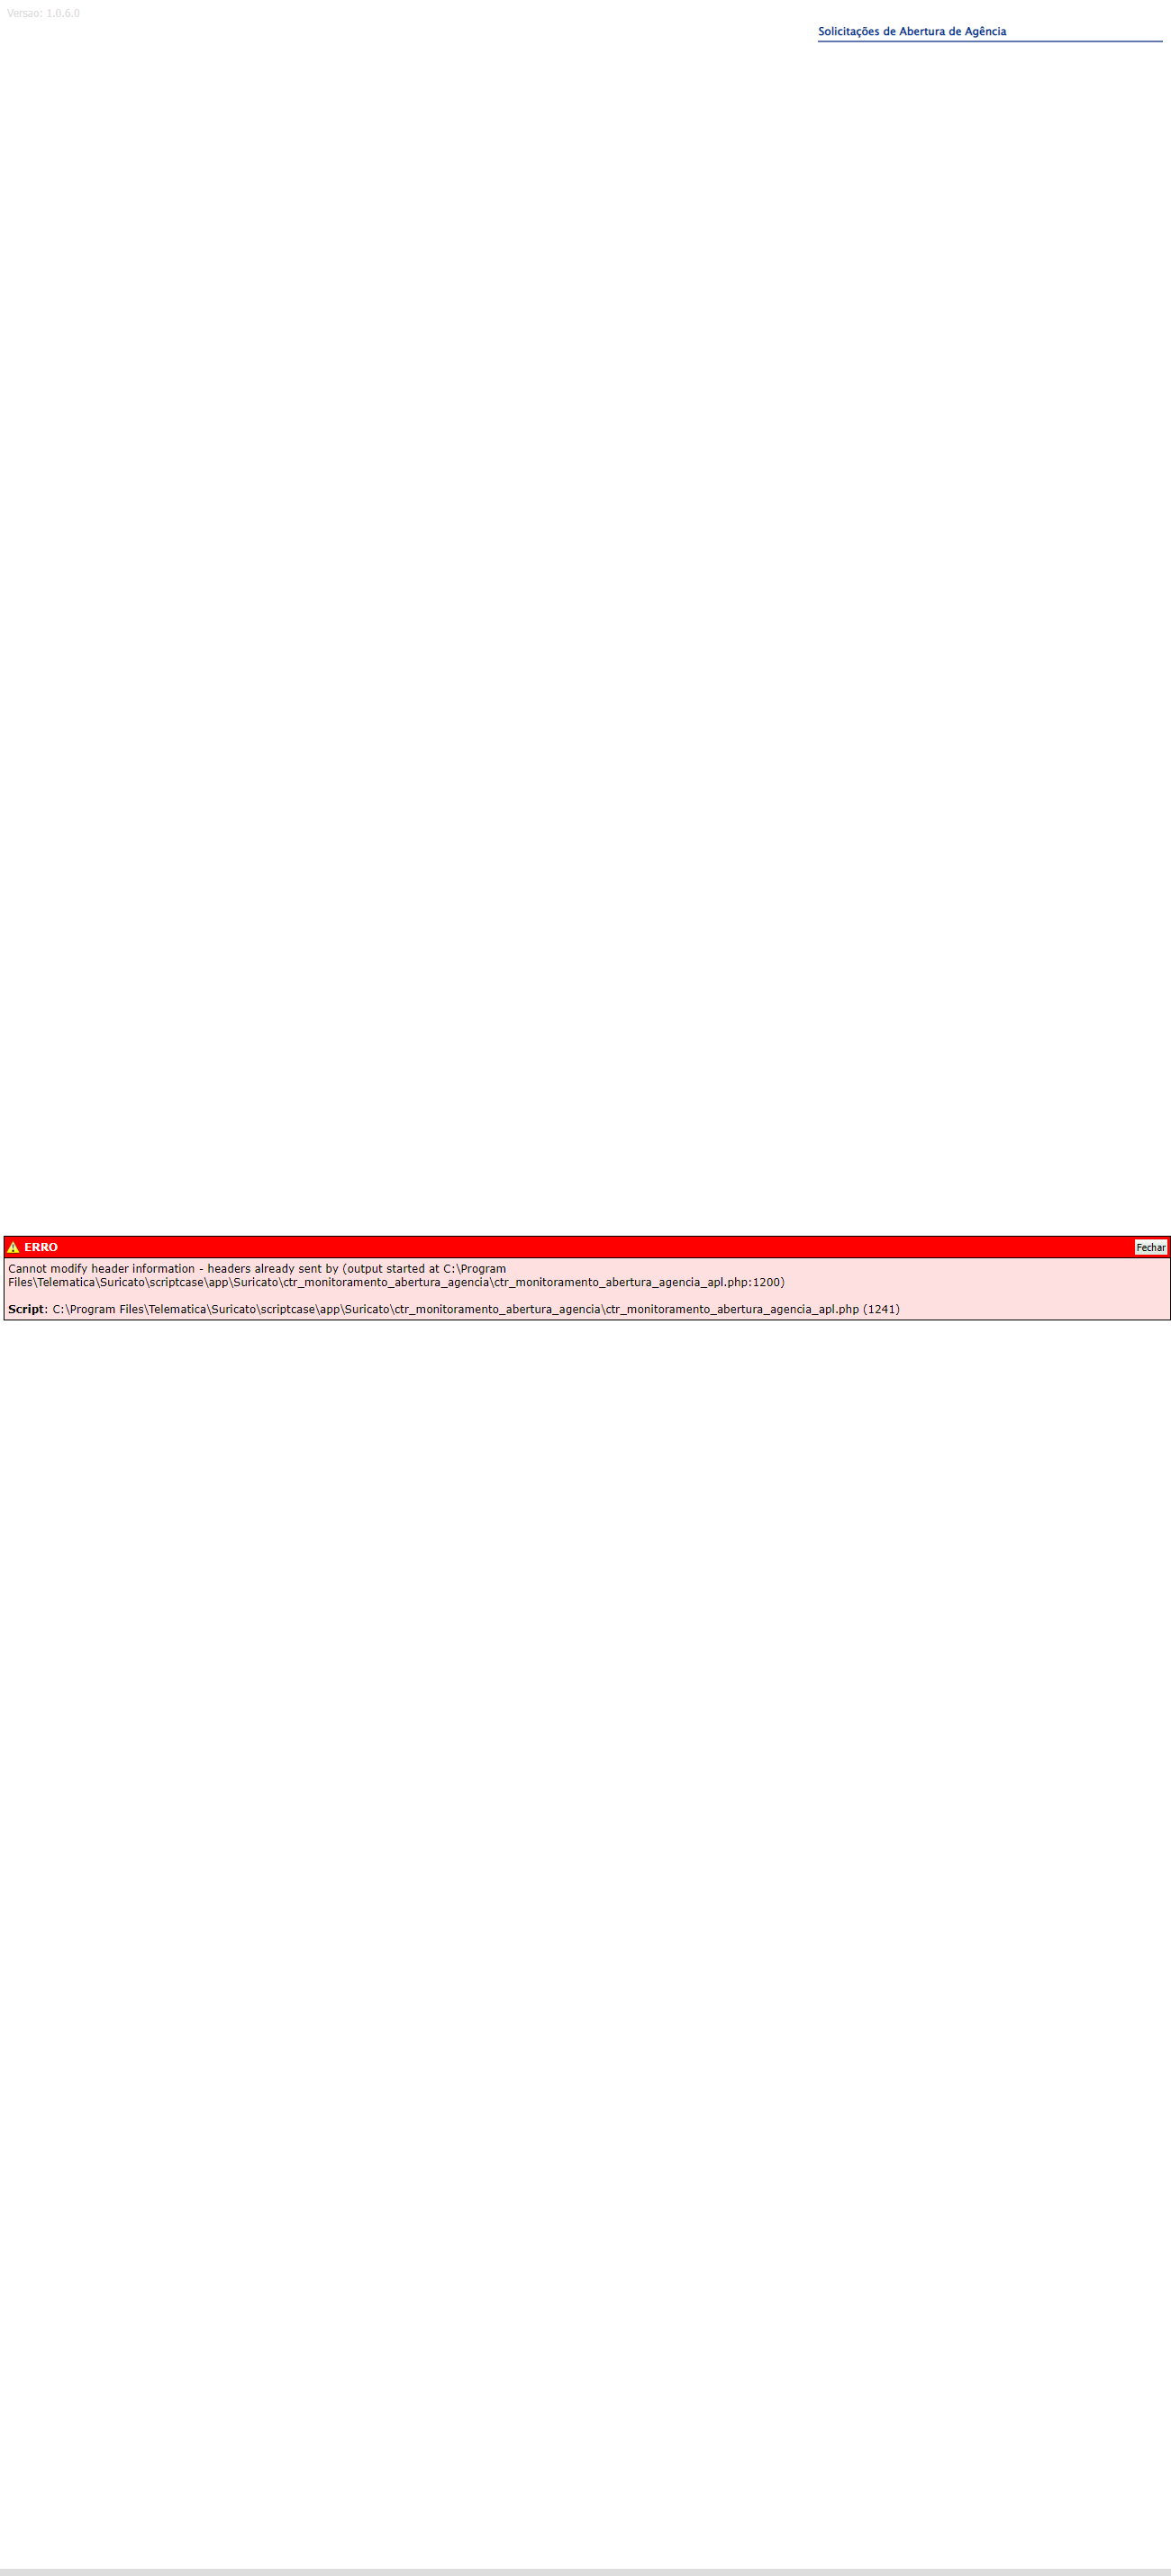 Versao: 1.0.6.0
Solicitações de Abertura de Agência
ERRO
Fechar
Cannot modify header information - headers already sent by (output started at C:\Program
Files\Telematica\Suricato\scriptcase\app\Suricato\ctr_monitoramento_abertura_agencia\ctr_monitoramento_abertura_agencia_apl.php:1200)
Script: C:\Program Files\Telematica\Suricato\scriptcase\app\Suricato\ctr_monitoramento_abertura_agencia\ctr_monitoramento_abertura_agencia_apl.php (1241)